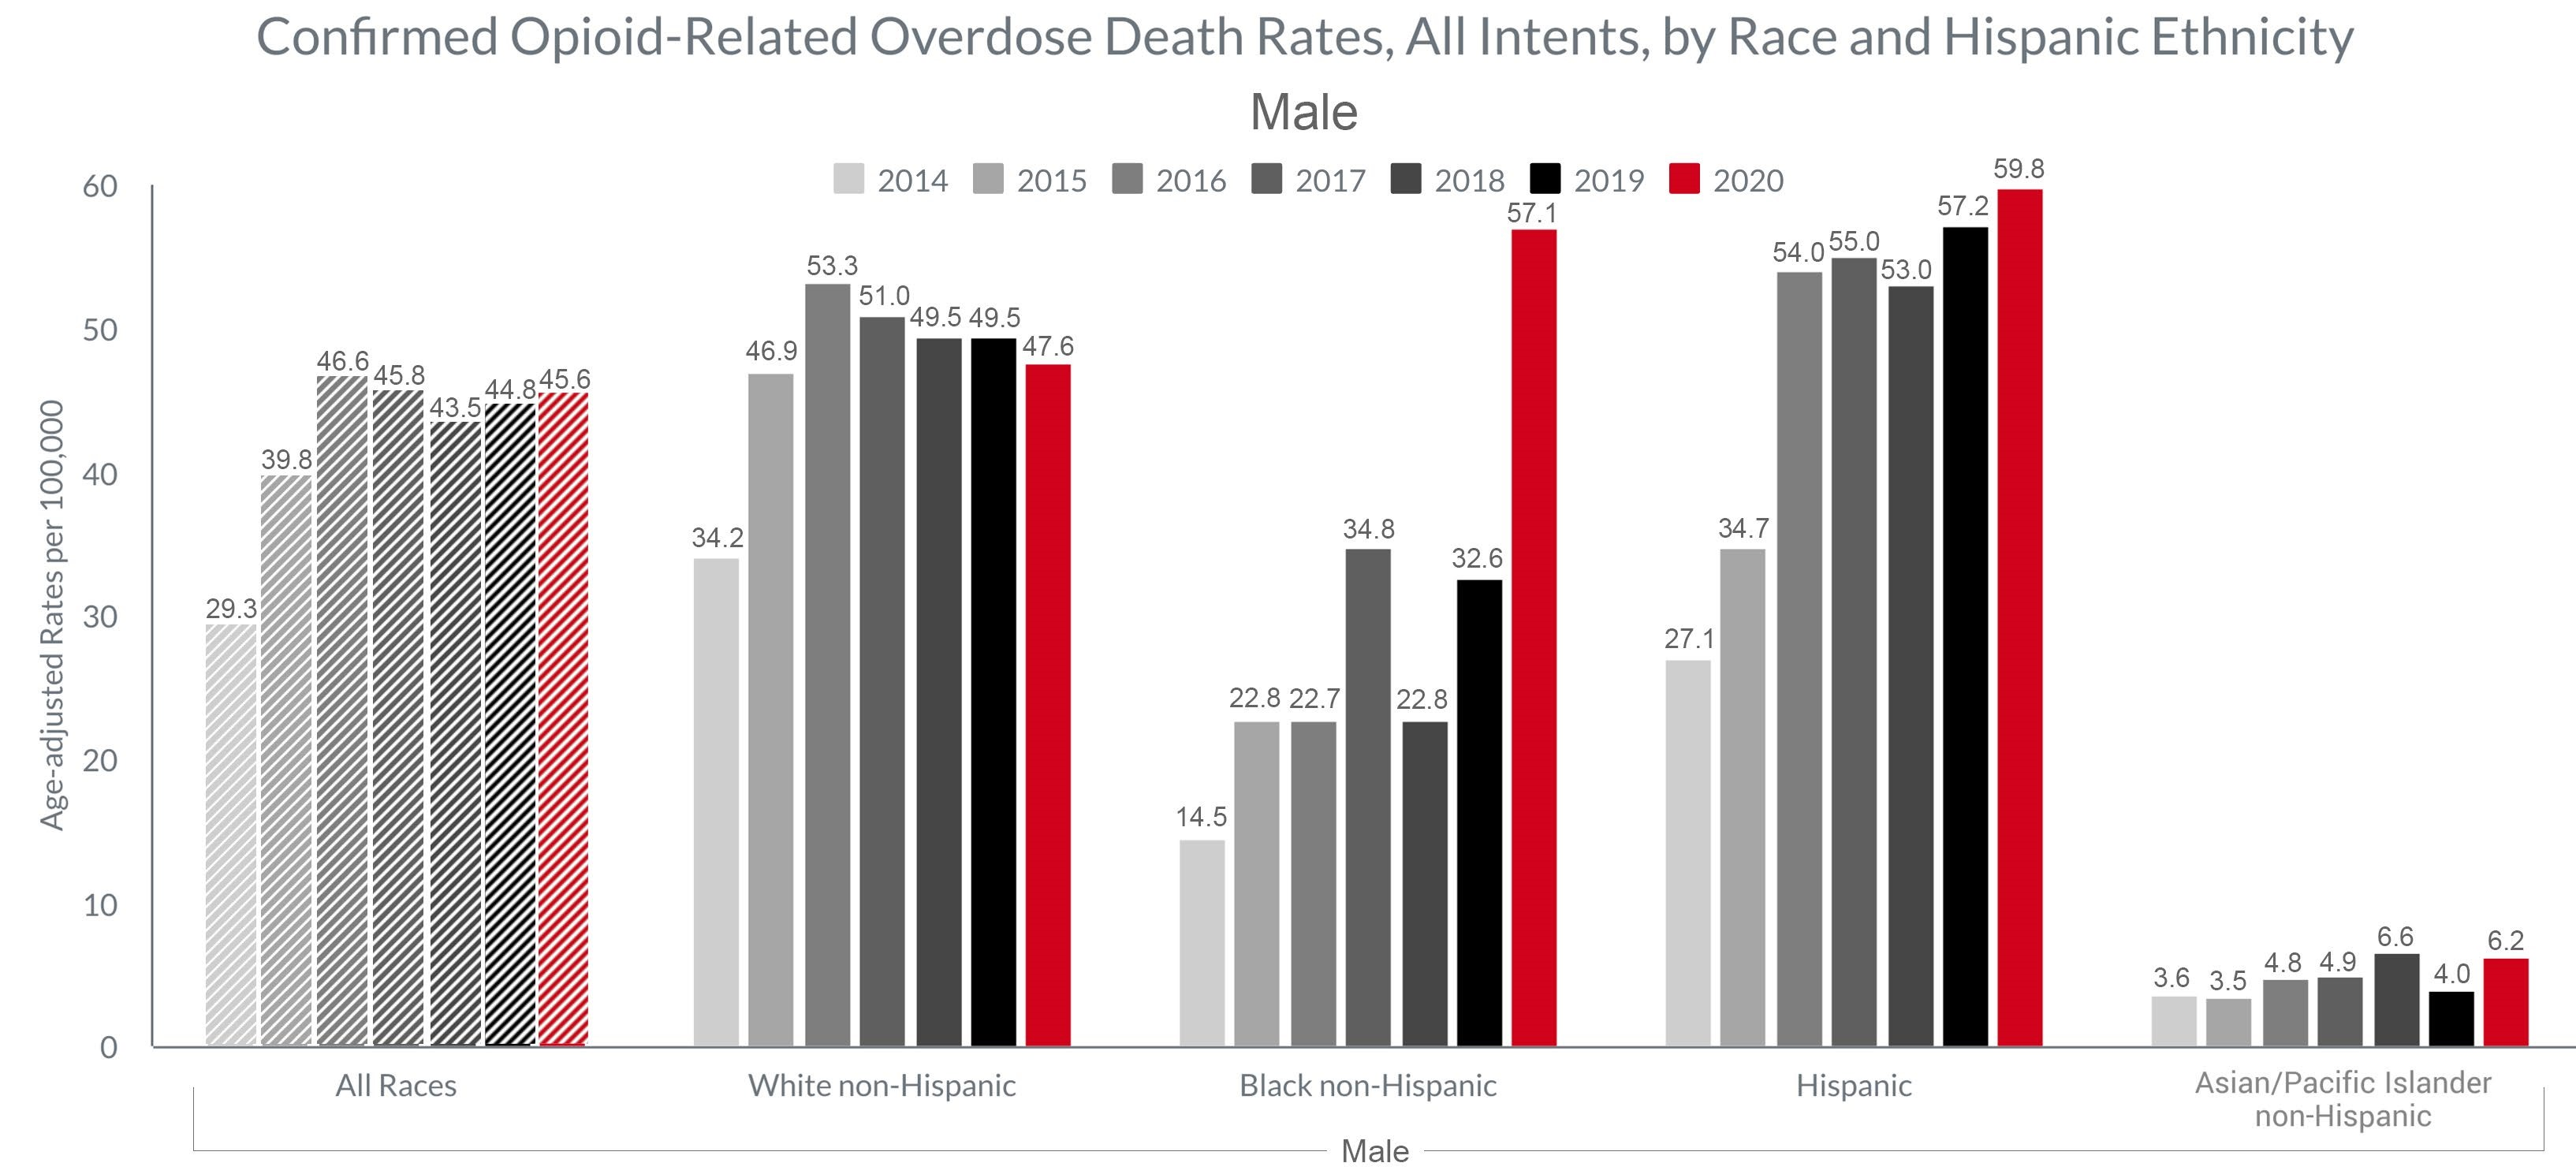 Confirmed Opioid-Related Overdose Death Rates, All Intents, by Race and Hispanic Ethnicity
Male
2014 2015 2016 2017 2018 2019 2020
Age-adjusted Rates per 100,000
60
50
40
30
20
10
0
29.3 39.8 46.6 45.8 43.5 44.8 45.6
34.2 46.9 53.3 51.0 49.5 49.5 47.6
14.5 22.8 22.7 34.8 22.8 32.6 57.1
27.1 34.7 54.0 55.0 53.0 57.2 59.8
3.6 3.5 4.8 4.9 6.6 4.0 6.2
All Races
White non-Hispanic
Black non-Hispanic
Hispanic
Asian/Pacific Islander
non-Hispanic
Male